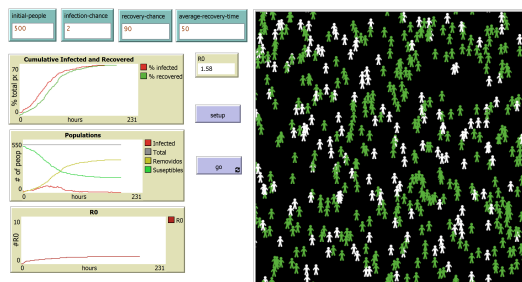 initial-people
500
infection-chance
2
recovery-chance
90
average-recovery-time
50
Cumulative Infected and Recovered
70
% total pc
0
0
hours
231
% infected
% recovered
R0
1.58
setup
Populations
550
# of peop
0
0
hours
231
Infected
Total
Removidos
Suseptibles
go
R0
10
#R0
0
0
hours
231
R0